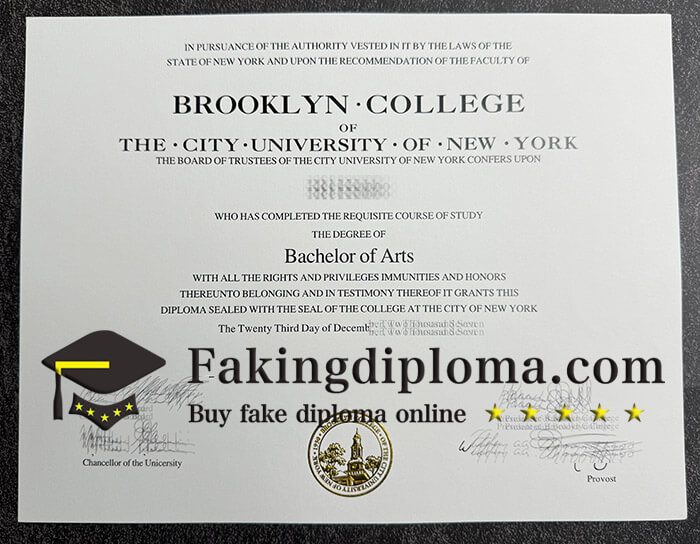 IN PURSUANCE OF THE AUTHORITY VESTED IN IT BY THE LAWS OF THE
STATE OF NEW YORK AND UPON THE RECOMMENDATION OF THE FACULTY OF
BROOKLYN·COLLEGE
OF
THE·CITY·UNIVERSITY·OF·NEW·YORK
THE BOARD OF TRUSTEES OF THE CITY UNIVERSITY OF NEW YORK CONFERS UPON
WHO HAS COMPLETED THE REQUISITE COURSE OF STUDY
THE DEGREE OF
Bachelor of Arts
WITH ALL THE RIGHTS AND PRIVILEGES IMMUNITIES AND HONORS
THEREUNTO BELONGING AND IN TESTIMONY THEREOF IT GRANTS THIS
DIPLOMA SEALED WITH THE SEAL OF THE COLLEGE AT THE CITY OF NEW YORK
The Twenty Third Day of December Two Thousand Seven
Fakingdiploma.com
Buy fake diploma online
Chancellor of the University
Provost